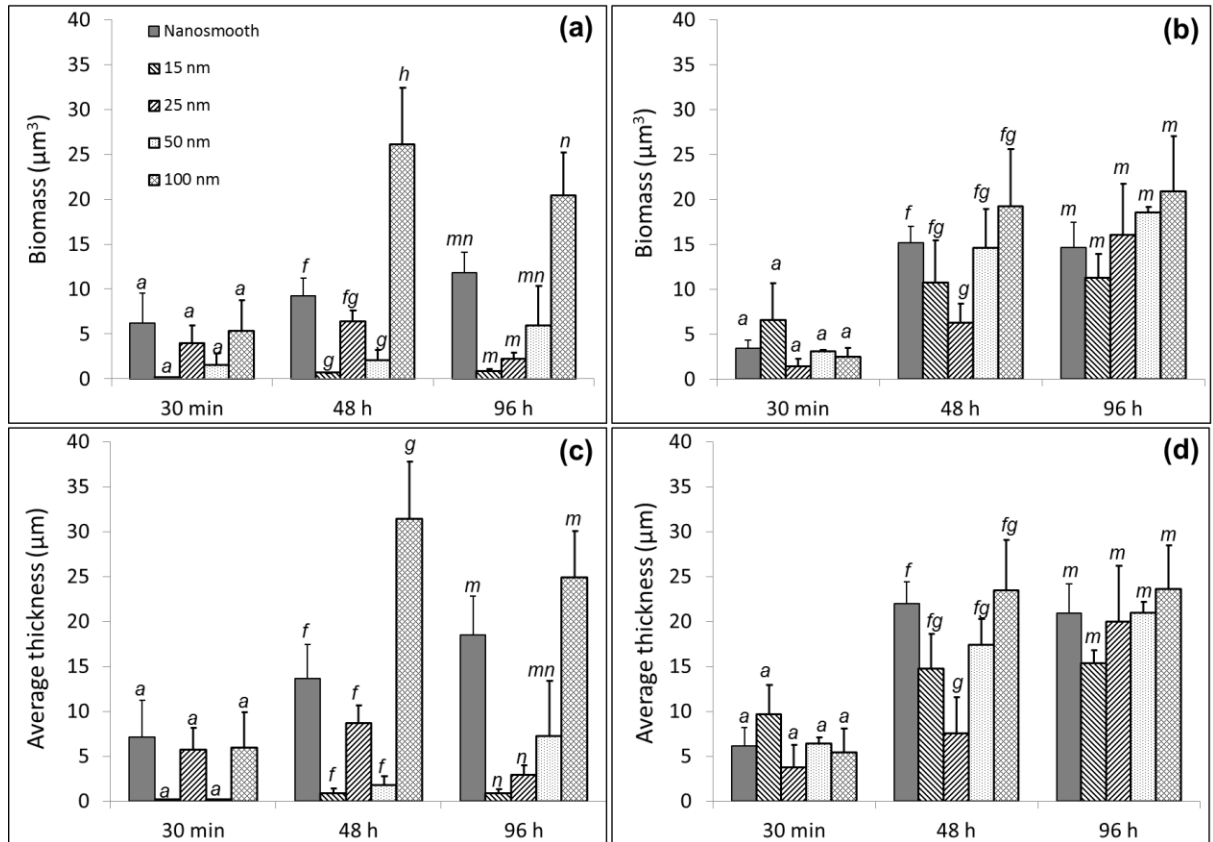 (a)
Biomass (µm³)
40
35
30
25
20
15
10
5
0
Nanosmooth
15 nm
25 nm
50 nm
100 nm
a
a
a
a
a
f
g
fg
g
h
mn
m
m
mn
n
30 min
48 h
96 h
(b)
Biomass (µm³)
40
35
30
25
20
15
10
5
0
a
a
a
a
a
f
fg
g
fg
fg
m
m
m
m
m
30 min
48 h
96 h
(c)
Average thickness (µm)
40
35
30
25
20
15
10
5
0
a
a
a
a
a
f
f
f
f
g
m
n
n
mn
m
30 min
48 h
96 h
(d)
Average thickness (µm)
40
35
30
25
20
15
10
5
0
a
a
a
a
a
f
fg
g
fg
fg
m
m
m
m
m
30 min
48 h
96 h